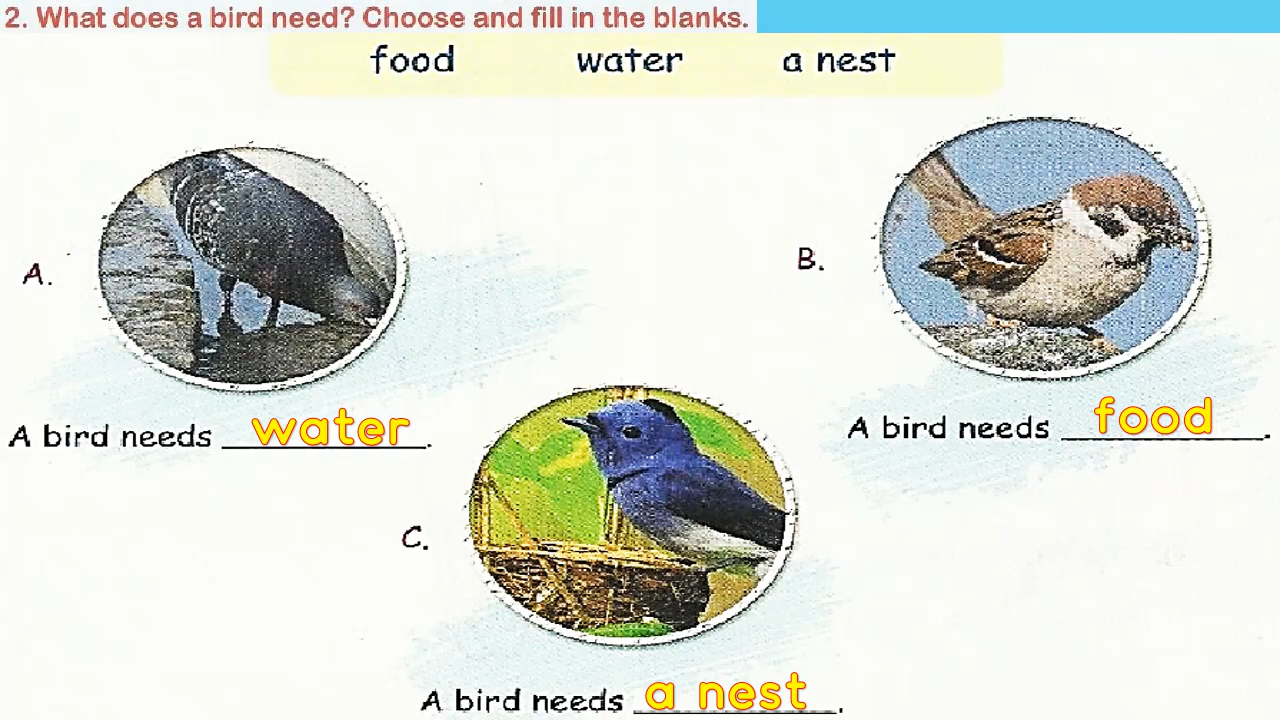 2. What does a bird need? Choose and fill in the blanks.
food water a nest
A.
A bird needs water.
B.
A bird needs food.
C.
A bird needs a nest.